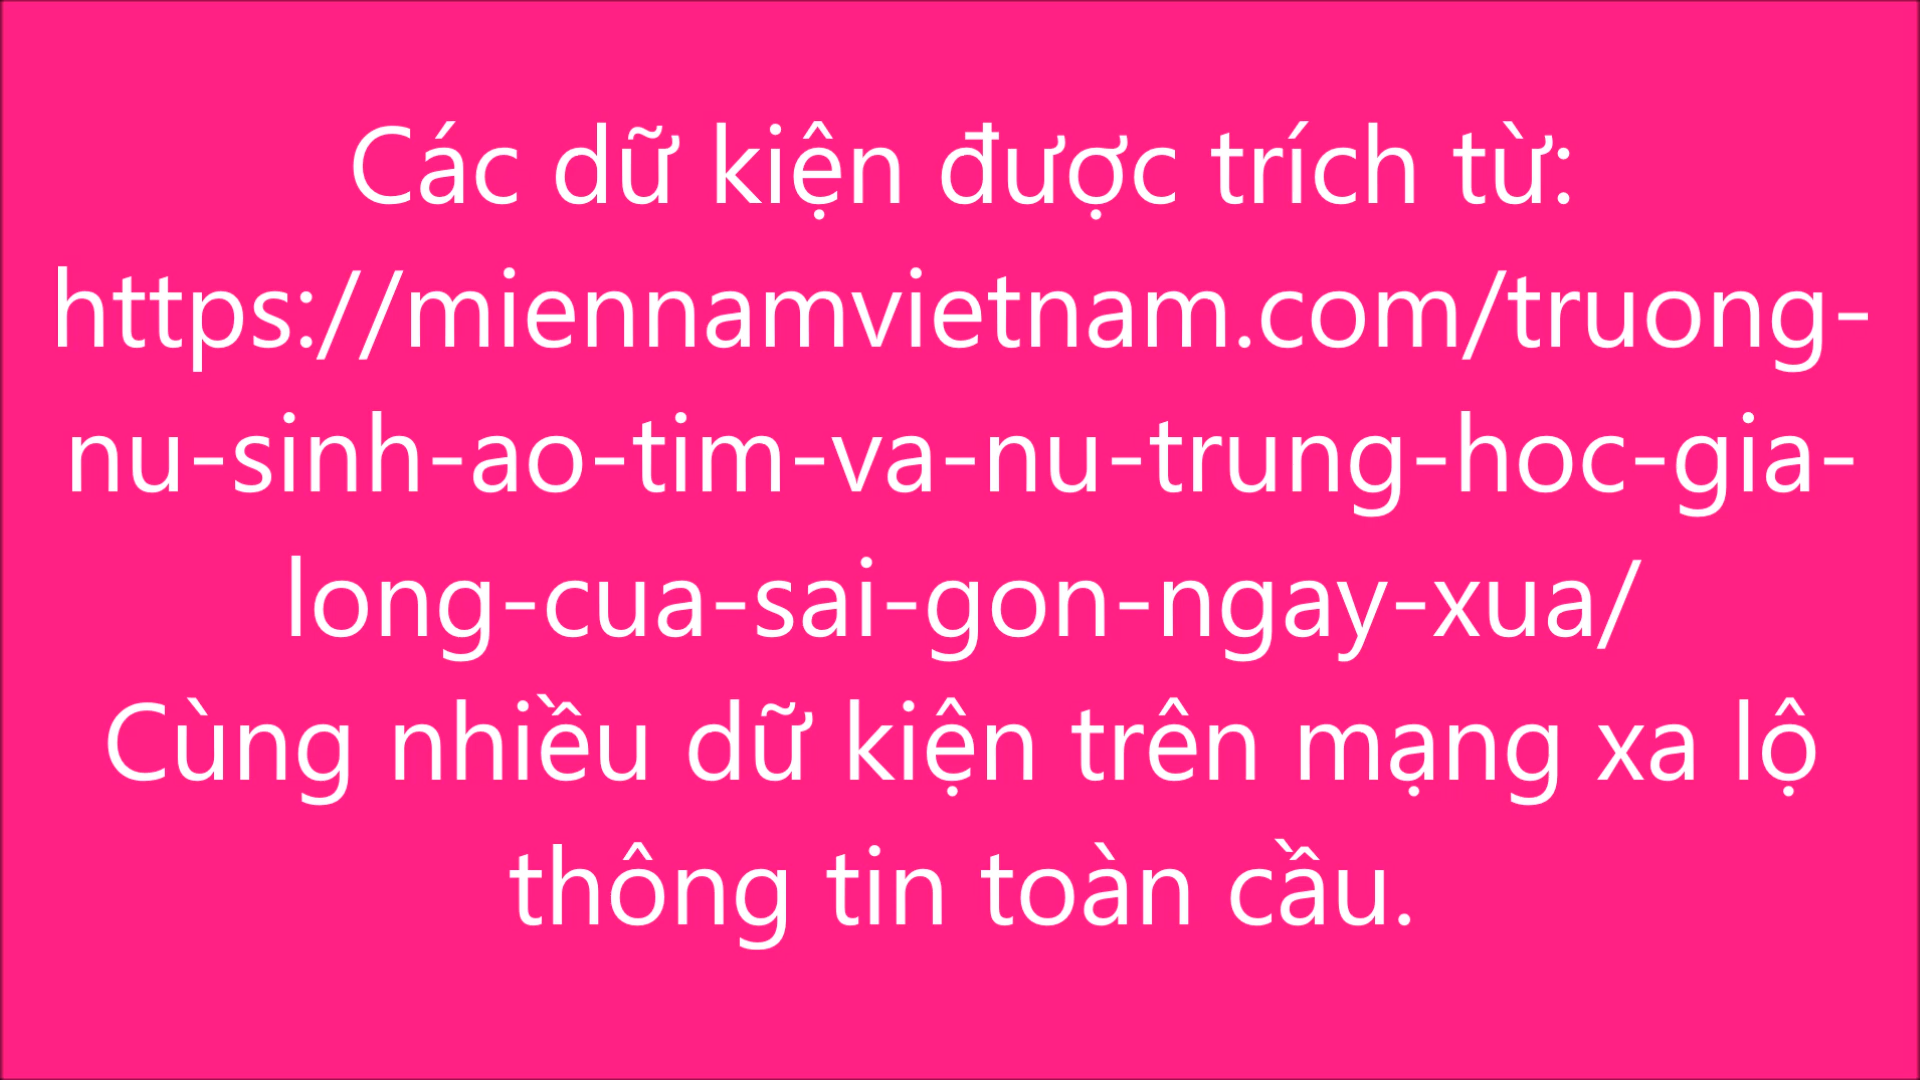 Các dữ kiện được trích từ:
https://miennamvietnam.com/truong-
nu-sinh-ao-tim-va-nu-trung-hoc-gia-
long-cua-sai-gon-ngay-xua/
Cùng nhiều dữ kiện trên mạng xa lộ
thông tin toàn cầu.